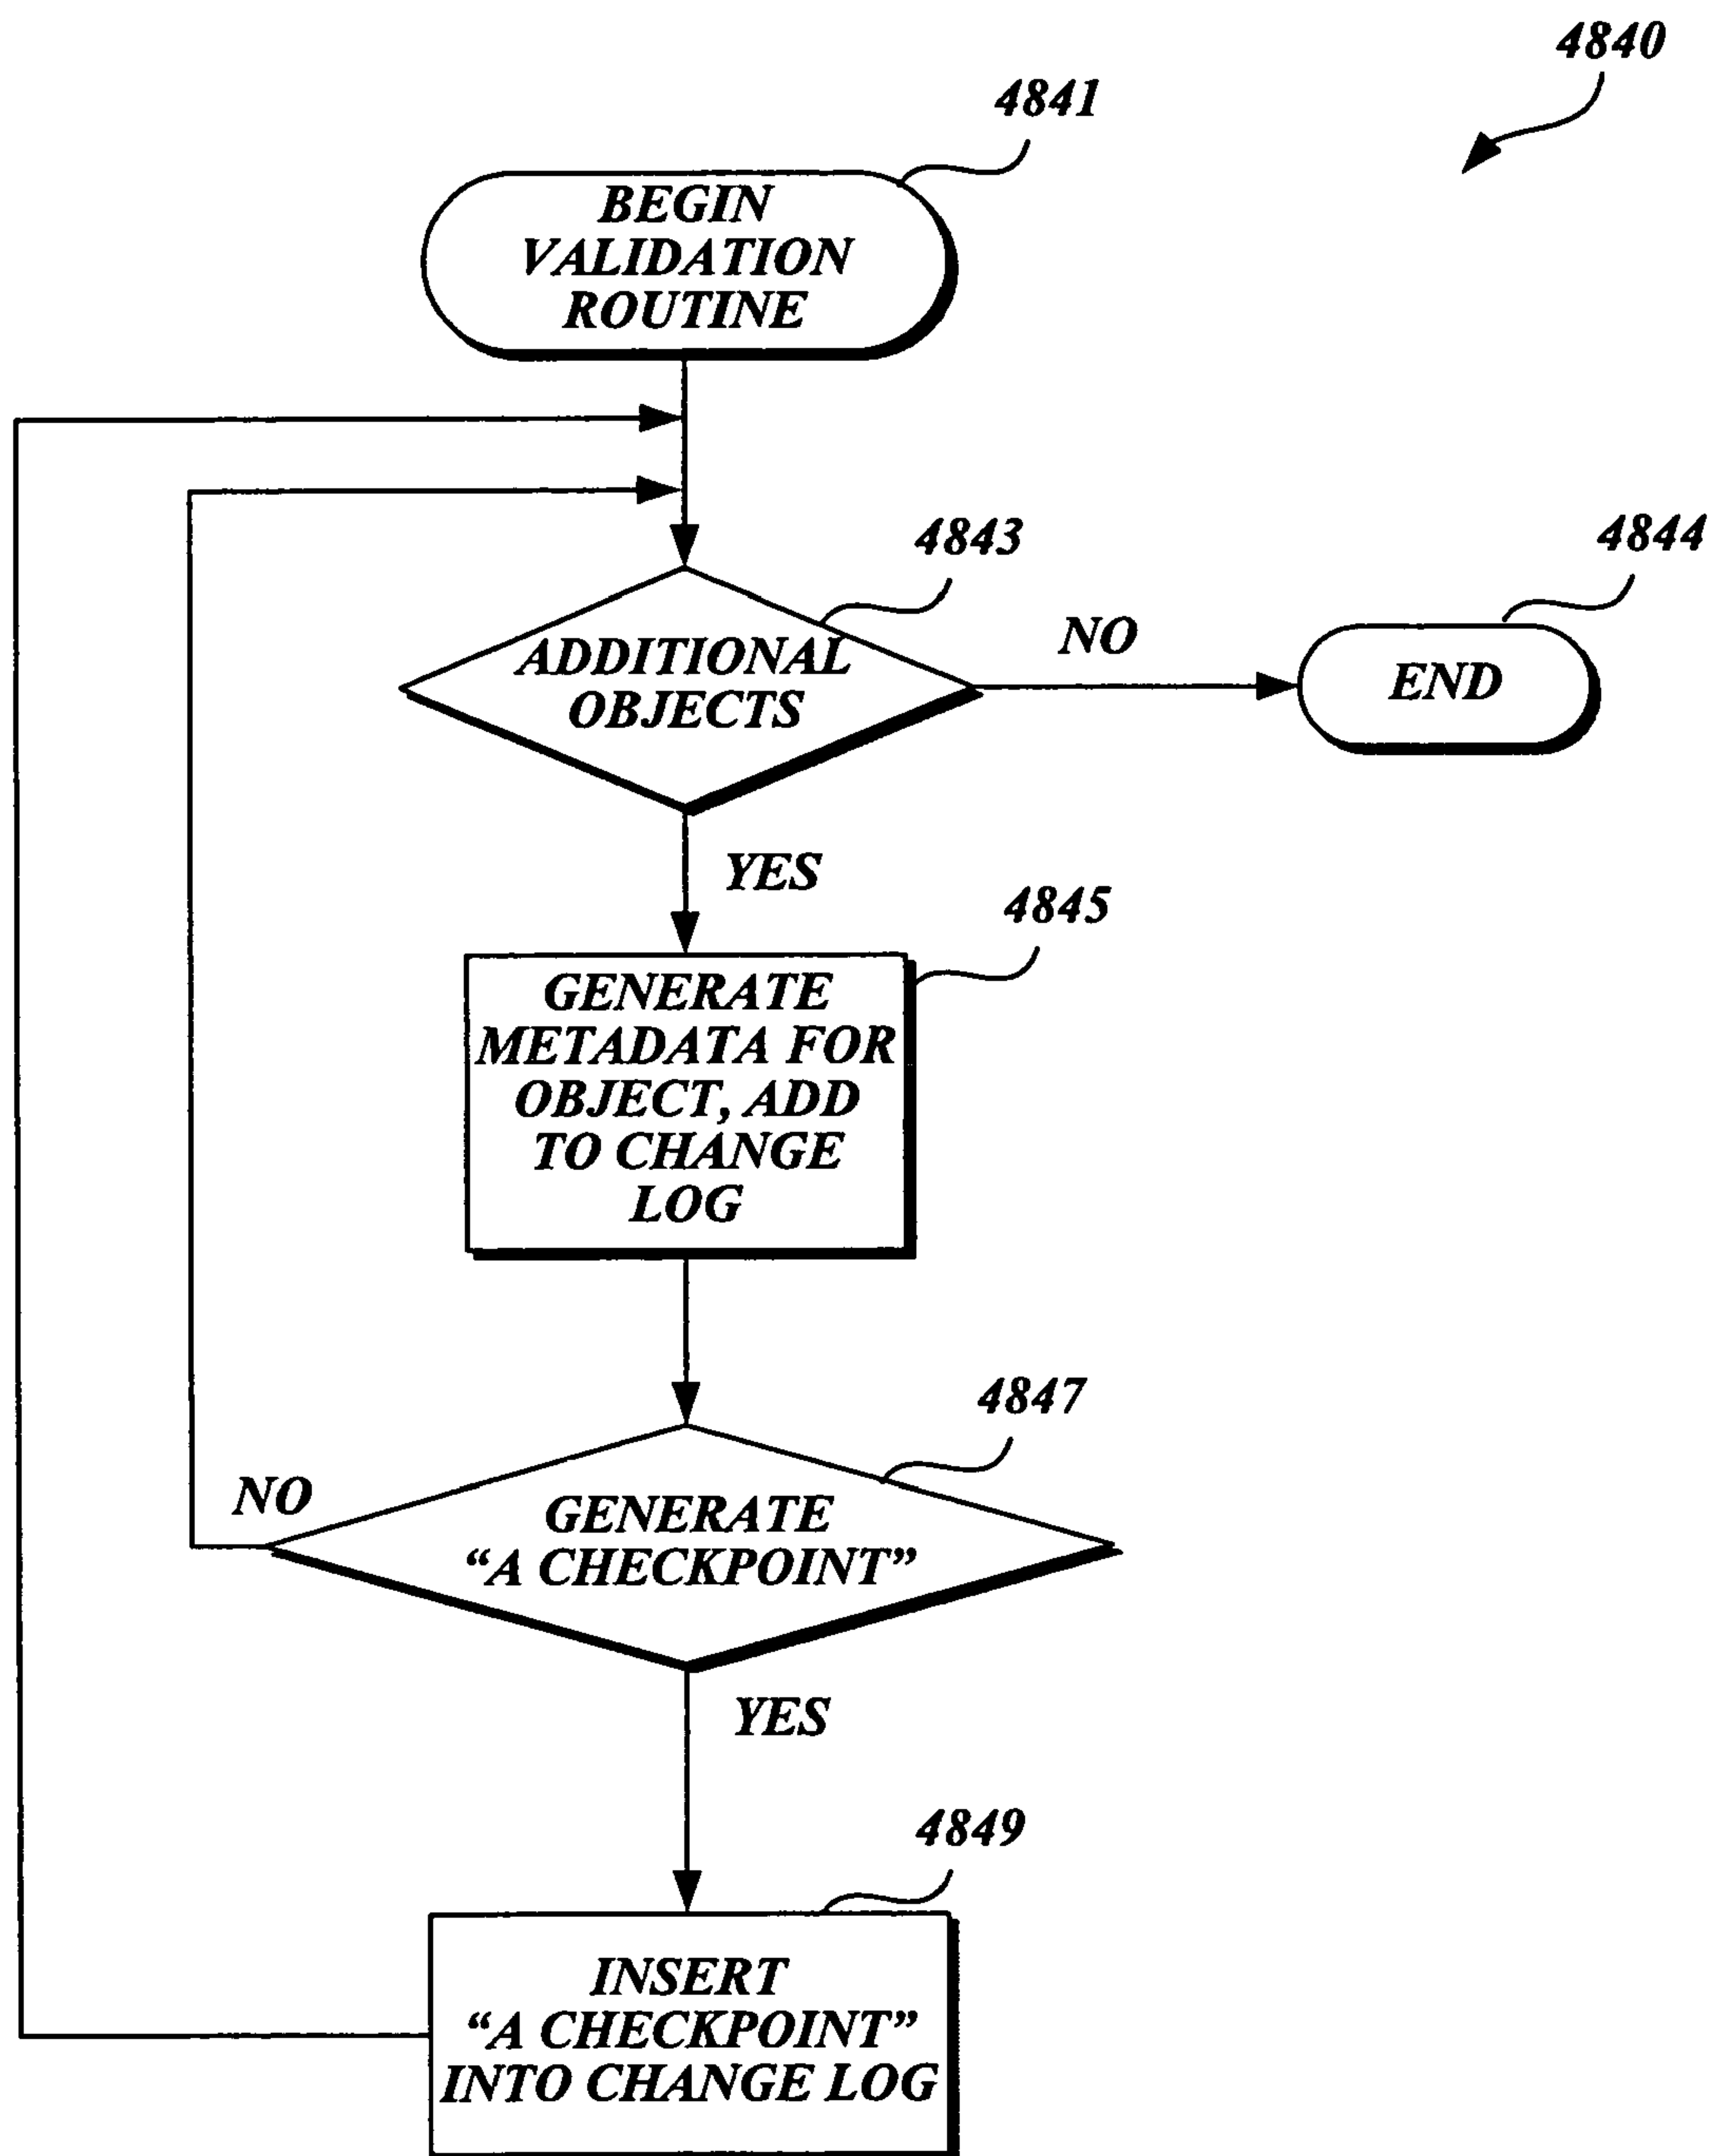 4840
4841
BEGIN
VALIDATION
ROUTINE
4843
4844
ADDITIONAL
OBJECTS
NO
END
YES
4845
GENERATE
METADATA FOR
OBJECT, ADD
TO CHANGE
LOG
4847
NO
GENERATE
“A CHECKPOINT”
YES
4849
INSERT
“A CHECKPOINT”
INTO CHANGE LOG